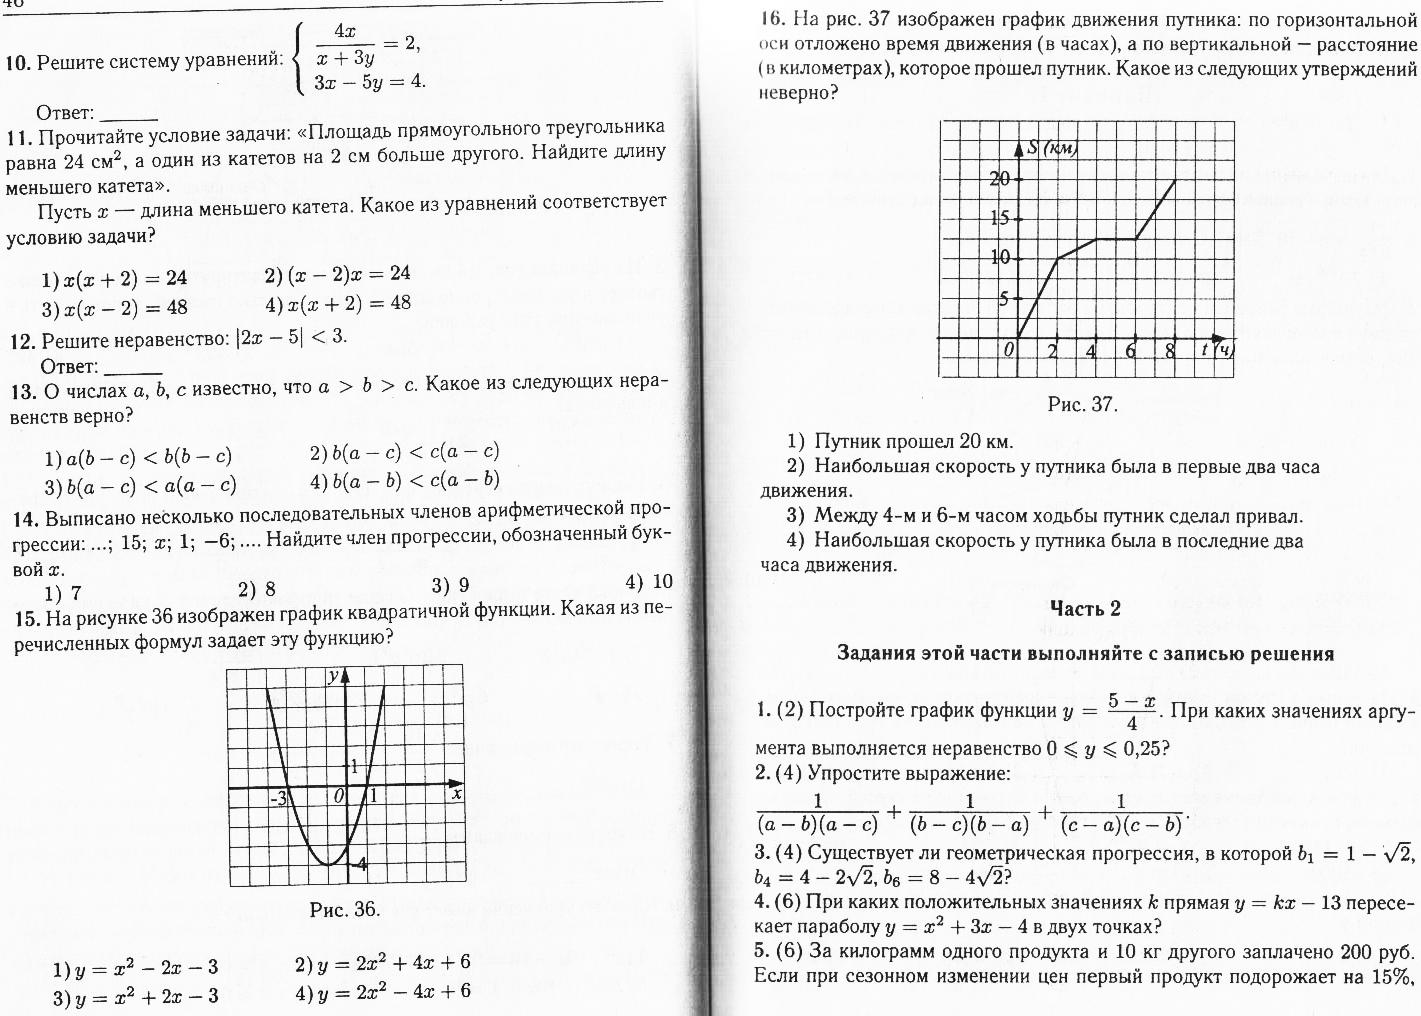 46
10. Решите систему уравнений: { 4x/(x + 3y) = 2,
3x − 5y = 4.
Ответ: ______
11. Прочитайте условие задачи: «Площадь прямоугольного треугольника
равна 24 см², а один из катетов на 2 см больше другого. Найдите длину
меньшего катета».
Пусть x — длина меньшего катета. Какое из уравнений соответствует
условию задачи?
1) x(x + 2) = 24 2) (x − 2)x = 24
3) x(x − 2) = 48 4) x(x + 2) = 48
12. Решите неравенство: |2x − 5| < 3.
Ответ: ______
13. О числах a, b, c известно, что a > b > c. Какое из следующих нера-
венств верно?
1) a(b − c) < b(b − c) 2) b(a − c) < c(a − c)
3) b(a − c) < a(a − c) 4) b(a − b) < c(a − b)
14. Выписано несколько последовательных членов арифметической про-
грессии: ...; 15; x; 1; −6; .... Найдите член прогрессии, обозначенный бук-
вой x.
1) 7 2) 8 3) 9 4) 10
15. На рисунке 36 изображен график квадратичной функции. Какая из пе-
речисленных формул задает эту функцию?
y
1
-3 0 1 x
-4
Рис. 36.
1) y = x² − 2x − 3 2) y = 2x² + 4x + 6
3) y = x² + 2x − 3 4) y = 2x² − 4x + 6
16. На рис. 37 изображен график движения путника: по горизонтальной
оси отложено время движения (в часах), а по вертикальной — расстояние
(в километрах), которое прошел путник. Какое из следующих утверждений
неверно?
S (км)
20
15
10
5
0 2 4 6 8 t (ч)
Рис. 37.
1) Путник прошел 20 км.
2) Наибольшая скорость у путника была в первые два часа
движения.
3) Между 4-м и 6-м часом ходьбы путник сделал привал.
4) Наибольшая скорость у путника была в последние два
часа движения.
Часть 2
Задания этой части выполняйте с записью решения
1. (2) Постройте график функции y = (5 − x)/4. При каких значениях аргу-
мента выполняется неравенство 0 ⩽ y ⩽ 0,25?
2. (4) Упростите выражение:
1/((a − b)(a − c)) + 1/((b − c)(b − a)) + 1/((c − a)(c − b)).
3. (4) Существует ли геометрическая прогрессия, в которой b₁ = 1 − √2,
b₄ = 4 − 2√2, b₆ = 8 − 4√2?
4. (6) При каких положительных значениях k прямая y = kx − 13 пересе-
кает параболу y = x² + 3x − 4 в двух точках?
5. (6) За килограмм одного продукта и 10 кг другого заплачено 200 руб.
Если при сезонном изменении цен первый продукт подорожает на 15%,